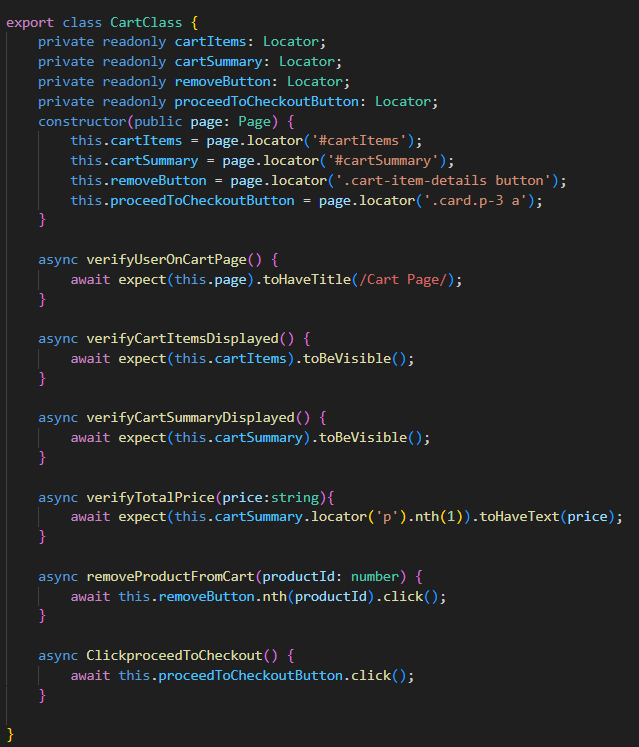 export class CartClass {
    private readonly cartItems: Locator;
    private readonly cartSummary: Locator;
    private readonly removeButton: Locator;
    private readonly proceedToCheckoutButton: Locator;
    constructor(public page: Page) {
        this.cartItems = page.locator('#cartItems');
        this.cartSummary = page.locator('#cartSummary');
        this.removeButton = page.locator('.cart-item-details button');
        this.proceedToCheckoutButton = page.locator('.card.p-3 a');
    }

    async verifyUserOnCartPage() {
        await expect(this.page).toHaveTitle(/Cart Page/);
    }

    async verifyCartItemsDisplayed() {
        await expect(this.cartItems).toBeVisible();
    }

    async verifyCartSummaryDisplayed() {
        await expect(this.cartSummary).toBeVisible();
    }

    async verifyTotalPrice(price:string){
        await expect(this.cartSummary.locator('p').nth(1)).toHaveText(price);
    }

    async removeProductFromCart(productId: number) {
        await this.removeButton.nth(productId).click();
    }

    async ClickproceedToCheckout() {
        await this.proceedToCheckoutButton.click();
    }

}